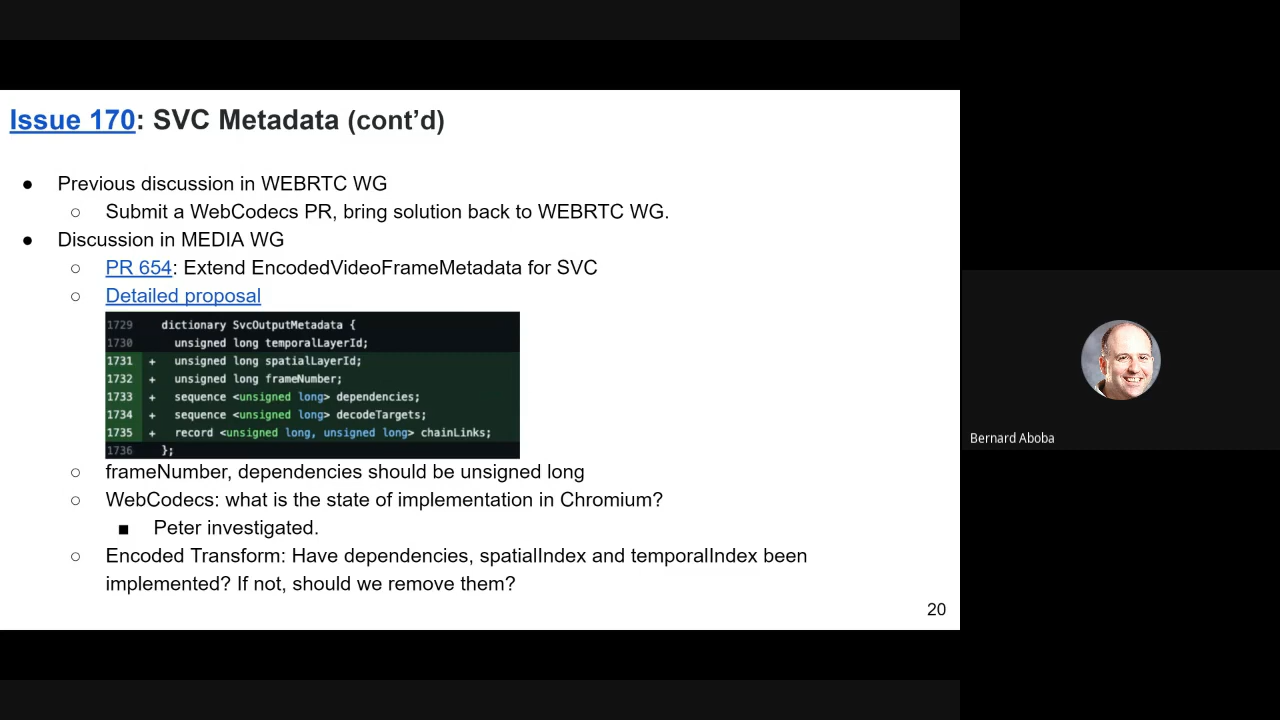 Issue 170: SVC Metadata (cont’d)
● Previous discussion in WEBRTC WG
○ Submit a WebCodecs PR, bring solution back to WEBRTC WG.
● Discussion in MEDIA WG
○ PR 654: Extend EncodedVideoFrameMetadata for SVC
○ Detailed proposal
1729 dictionary SvcOutputMetadata {
1730 unsigned long temporalLayerId;
1731 + unsigned long spatialLayerId;
1732 + unsigned long frameNumber;
1733 + sequence <unsigned long> dependencies;
1734 + sequence <unsigned long> decodeTargets;
1735 + record <unsigned long, unsigned long> chainLinks;
1736 };
○ frameNumber, dependencies should be unsigned long
○ WebCodecs: what is the state of implementation in Chromium?
■ Peter investigated.
○ Encoded Transform: Have dependencies, spatialIndex and temporalIndex been
implemented? If not, should we remove them?
20
Bernard Aboba